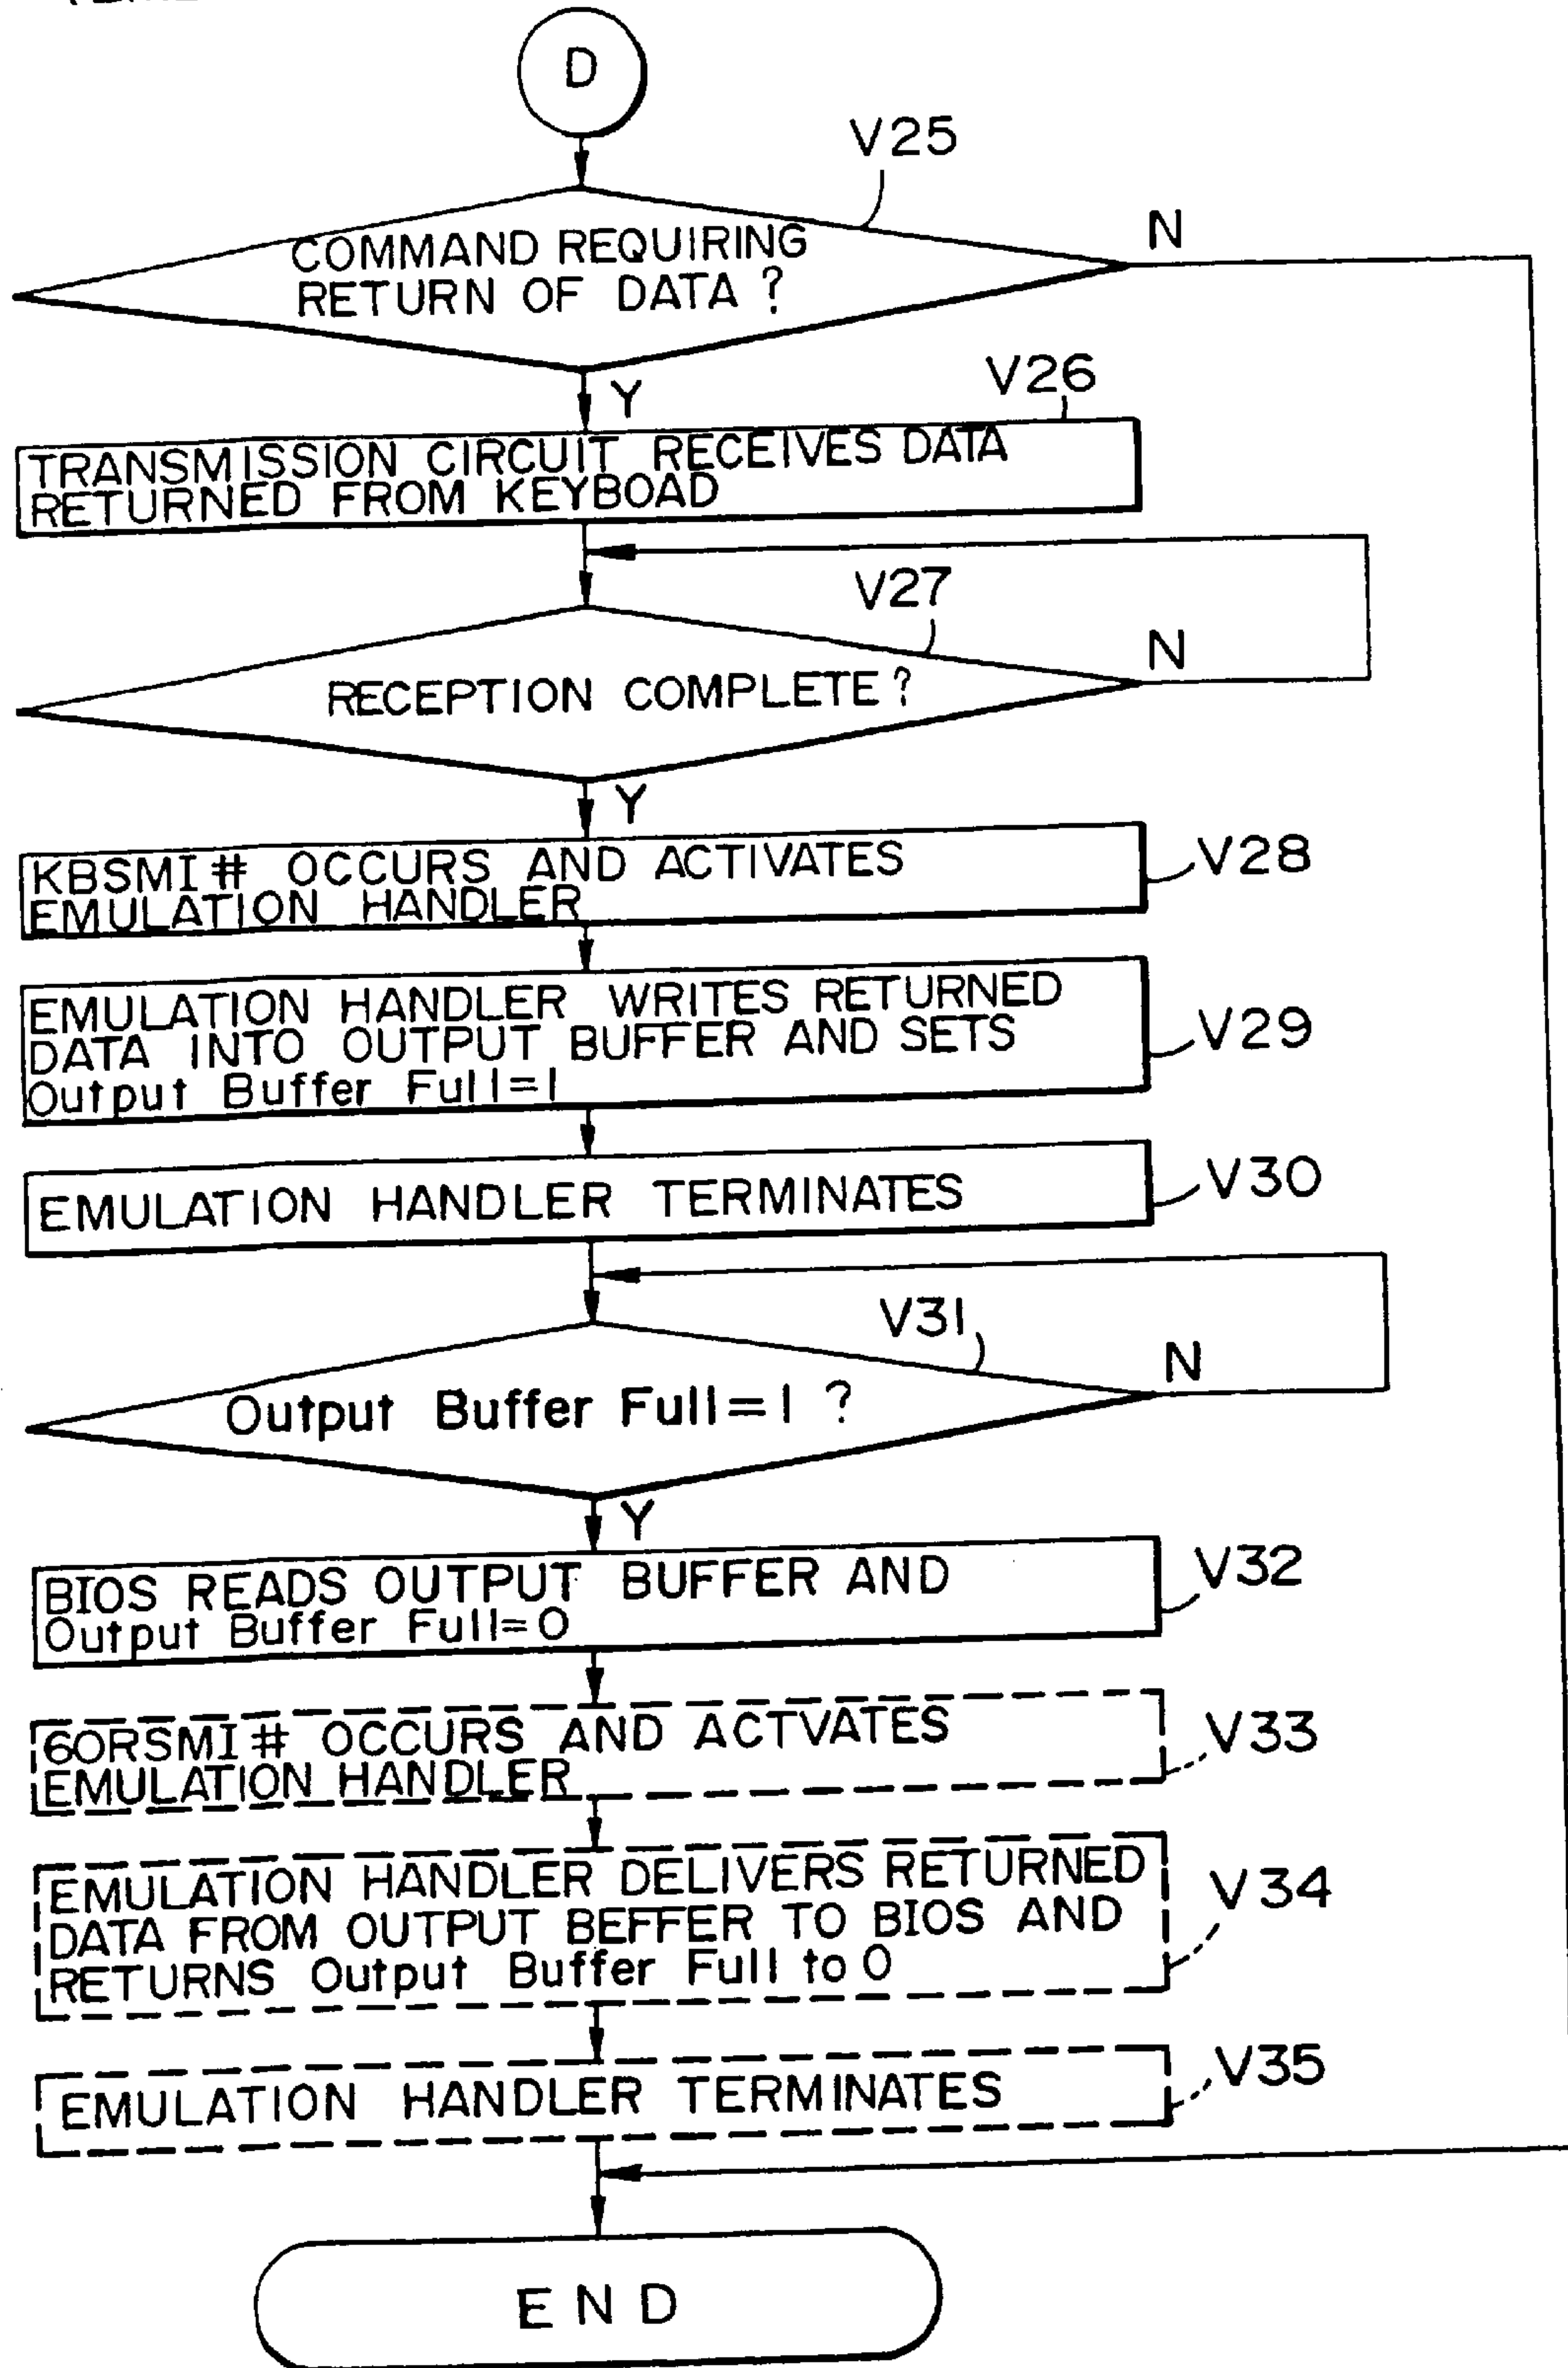 D
V25
COMMAND REQUIRING
RETURN OF DATA ?
N
Y
V26
TRANSMISSION CIRCUIT RECEIVES DATA
RETURNED FROM KEYBOAD
V27
RECEPTION COMPLETE ?
N
Y
KBSMI# OCCURS AND ACTIVATES
EMULATION HANDLER
V28
EMULATION HANDLER WRITES RETURNED
DATA INTO OUTPUT BUFFER AND SETS
Output Buffer Full=1
V29
EMULATION HANDLER TERMINATES
V30
V31
Output Buffer Full=1 ?
N
Y
BIOS READS OUTPUT BUFFER AND
Output Buffer Full=0
V32
60RSMI# OCCURS AND ACTVATES
EMULATION HANDLER
V33
EMULATION HANDLER DELIVERS RETURNED
DATA FROM OUTPUT BEFFER TO BIOS AND
RETURNS Output Buffer Full to 0
V34
EMULATION HANDLER TERMINATES
V35
END